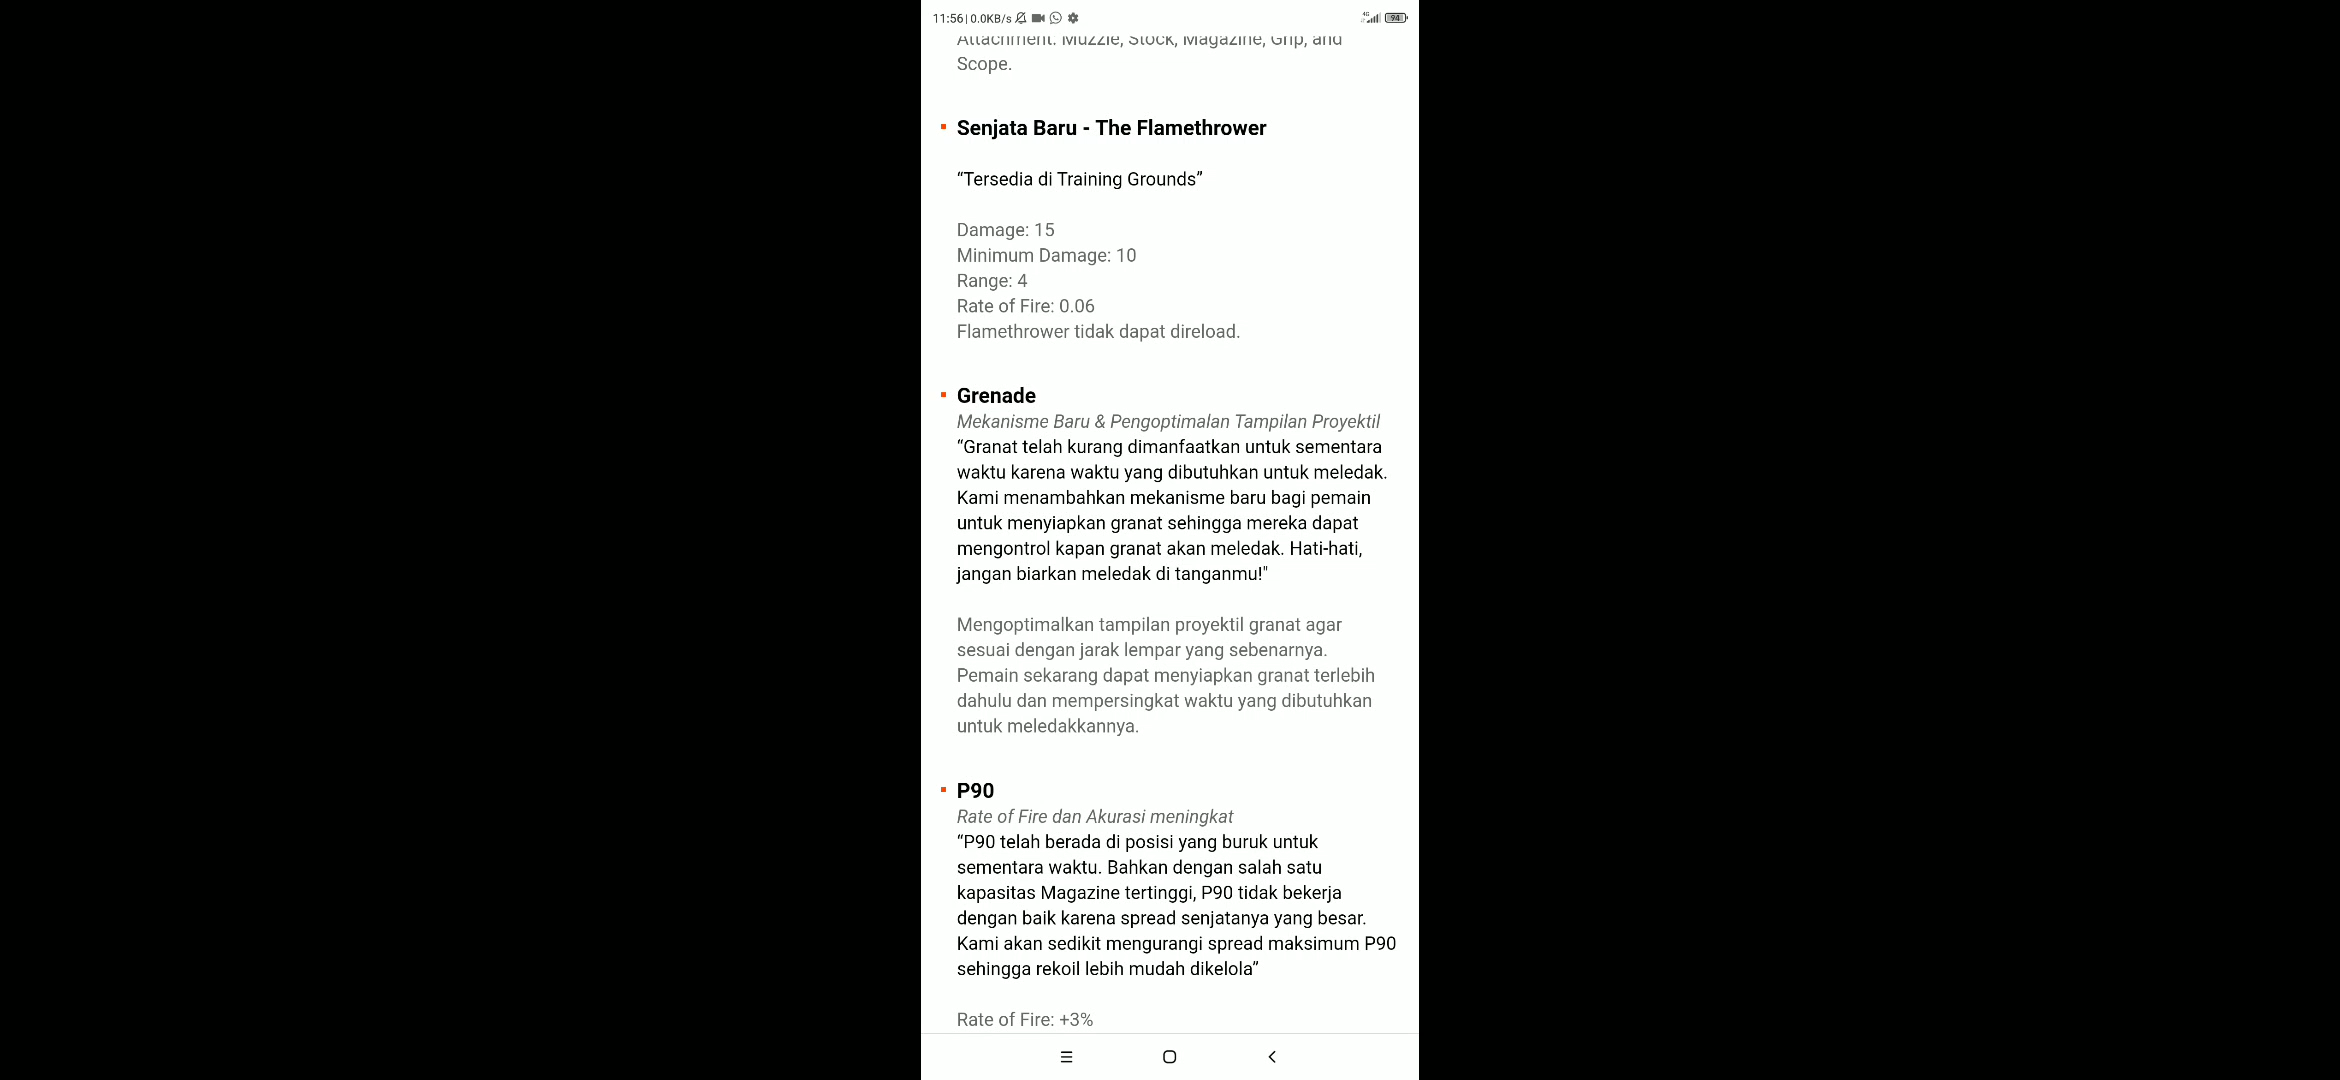 11:56 | 0.0KB/s
4G
94
Attachment: Muzzle, Stock, Magazine, Grip, and
Scope.
Senjata Baru - The Flamethrower
“Tersedia di Training Grounds”
Damage: 15
Minimum Damage: 10
Range: 4
Rate of Fire: 0.06
Flamethrower tidak dapat direload.
Grenade
Mekanisme Baru & Pengoptimalan Tampilan Proyektil
“Granat telah kurang dimanfaatkan untuk sementara
waktu karena waktu yang dibutuhkan untuk meledak.
Kami menambahkan mekanisme baru bagi pemain
untuk menyiapkan granat sehingga mereka dapat
mengontrol kapan granat akan meledak. Hati-hati,
jangan biarkan meledak di tanganmu!"
Mengoptimalkan tampilan proyektil granat agar
sesuai dengan jarak lempar yang sebenarnya.
Pemain sekarang dapat menyiapkan granat terlebih
dahulu dan mempersingkat waktu yang dibutuhkan
untuk meledakkannya.
P90
Rate of Fire dan Akurasi meningkat
“P90 telah berada di posisi yang buruk untuk
sementara waktu. Bahkan dengan salah satu
kapasitas Magazine tertinggi, P90 tidak bekerja
dengan baik karena spread senjatanya yang besar.
Kami akan sedikit mengurangi spread maksimum P90
sehingga rekoil lebih mudah dikelola”
Rate of Fire: +3%